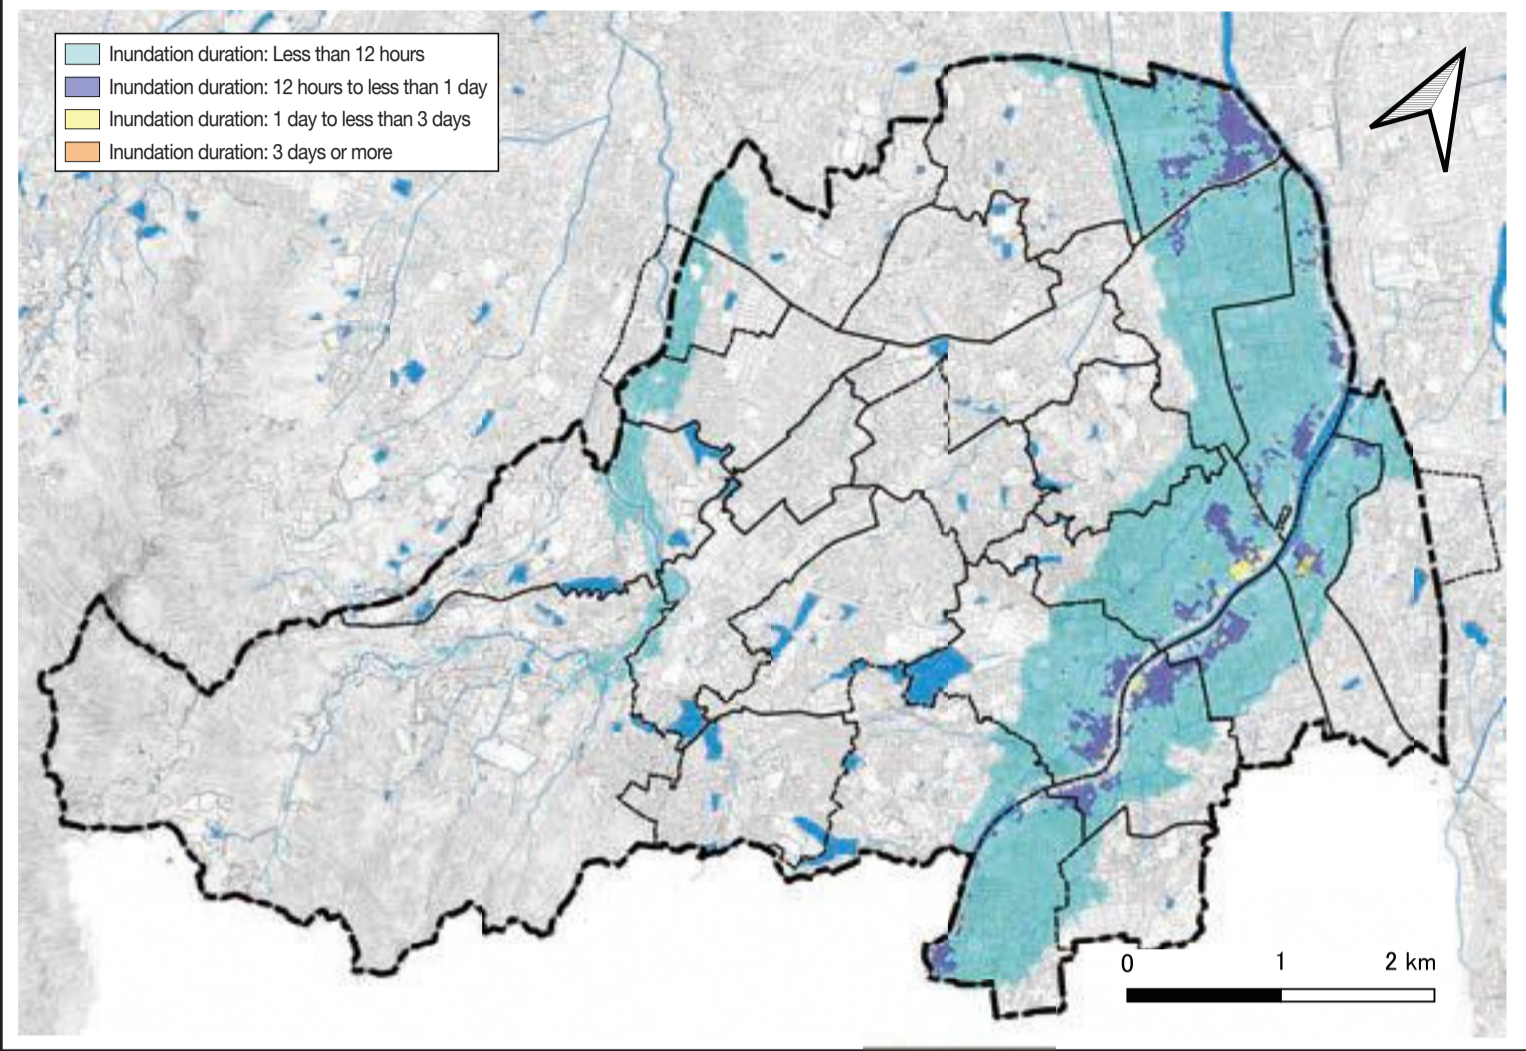 Inundation duration: Less than 12 hours
Inundation duration: 12 hours to less than 1 day
Inundation duration: 1 day to less than 3 days
Inundation duration: 3 days or more
0 1 2 km